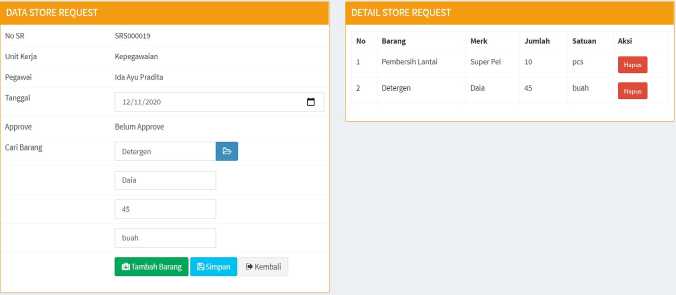 DATA STORE REQUEST
No SR SRS000019
Unit Kerja Kepegawaian
Pegawai Ida Ayu Pradita
Tanggal 12/11/2020
Approve Belum Approve
Cari Barang Detergen
Daia
45
buah
Tambah Barang Simpan Kembali
DETAIL STORE REQUEST
No Barang Merk Jumlah Satuan Aksi
1 Pembersih Lantai Super Pel 10 pcs Hapus
2 Detergen Daia 45 buah Hapus